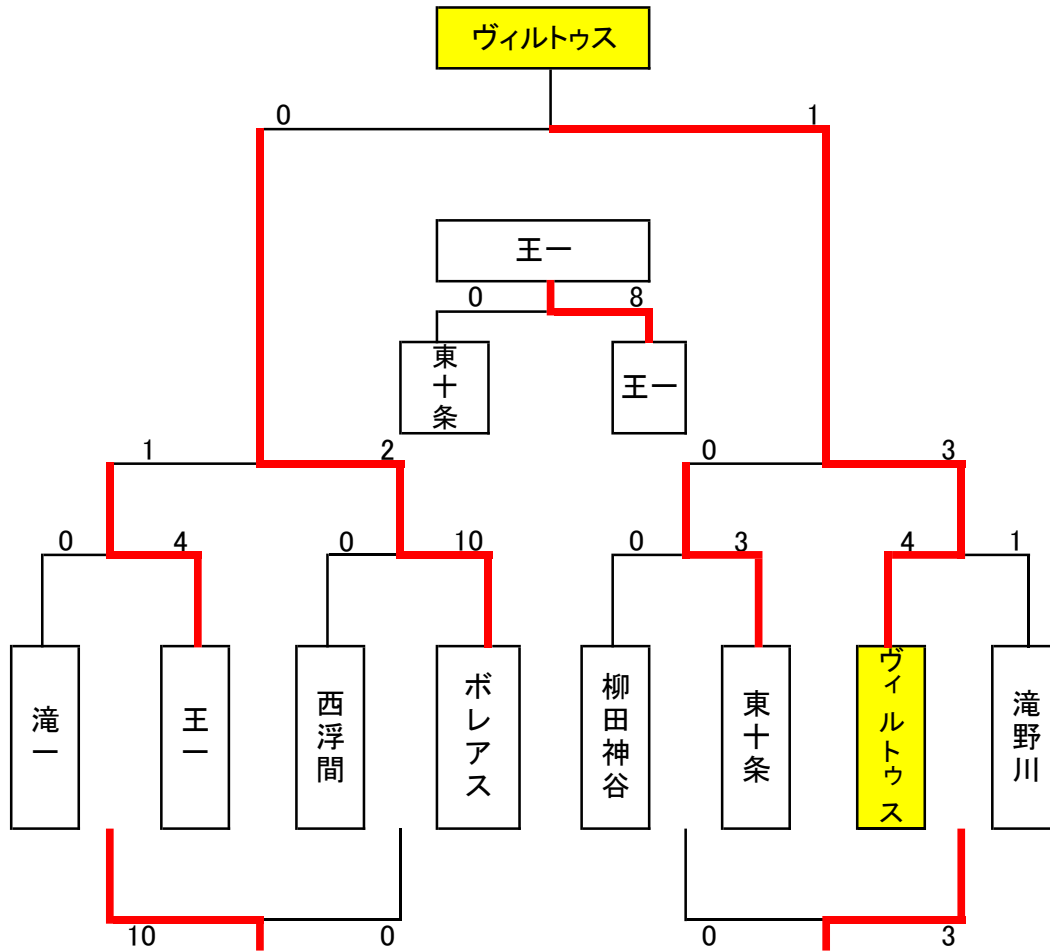 ヴィルトゥス
0 1
王一
0 8
東十条 王一
1 2 0 3
0 4 0 10 0 3 4 1
滝一 王一 西浮間 ボレアス 柳田神谷 東十条 ヴィルトゥス 滝野川
10 0 0 3